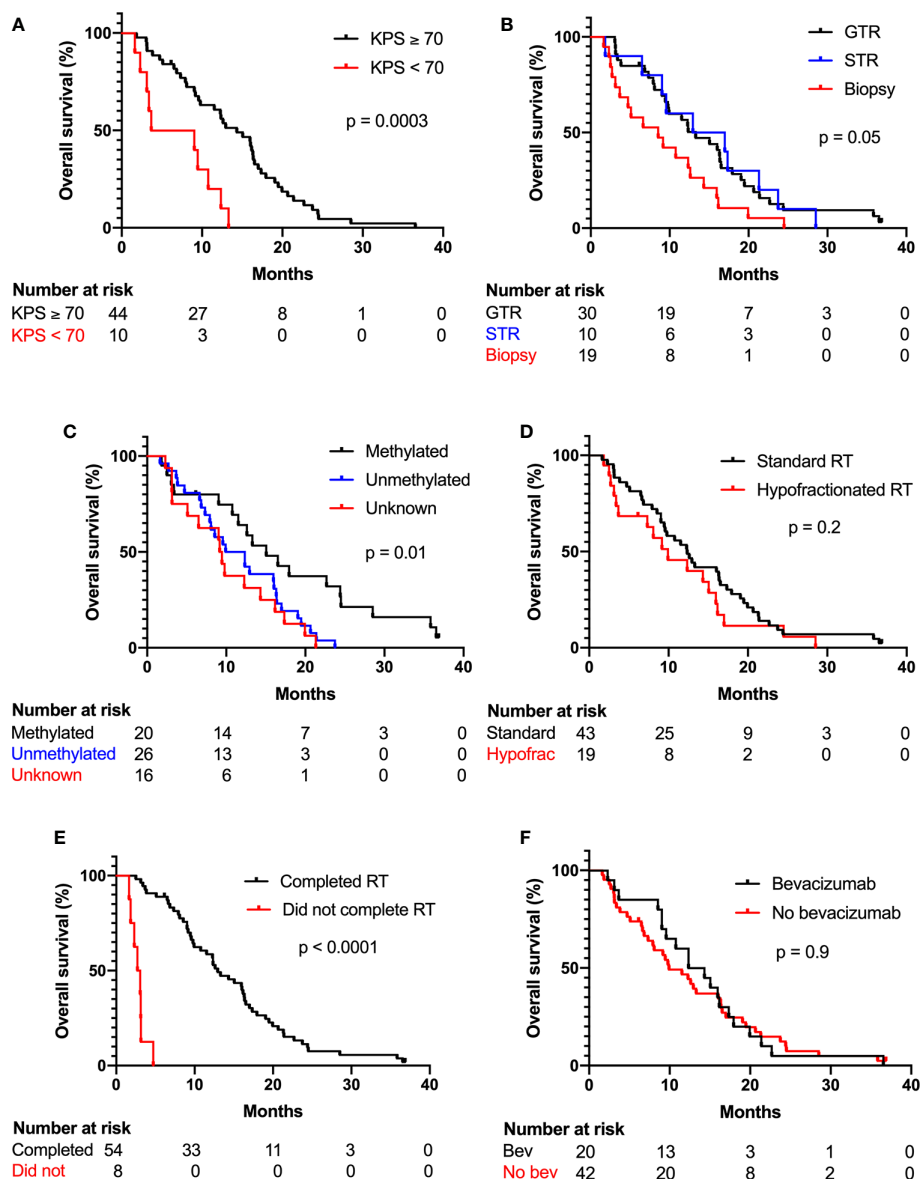 A
KPS ≥ 70
KPS < 70
p = 0.0003
Overall survival (%)
100
50
0
0 10 20 30 40
Months
Number at risk
KPS ≥ 70 44 27 8 1 0
KPS < 70 10 3 0 0 0
B
GTR
STR
Biopsy
p = 0.05
Overall survival (%)
100
50
0
0 10 20 30 40
Months
Number at risk
GTR 30 19 7 3 0
STR 10 6 3 0 0
Biopsy 19 8 1 0 0
C
Methylated
Unmethylated
Unknown
p = 0.01
Overall survival (%)
100
50
0
0 10 20 30 40
Months
Number at risk
Methylated 20 14 7 3 0
Unmethylated 26 13 3 0 0
Unknown 16 6 1 0 0
D
Standard RT
Hypofractionated RT
p = 0.2
Overall survival (%)
100
50
0
0 10 20 30 40
Months
Number at risk
Standard 43 25 9 3 0
Hypofrac 19 8 2 0 0
E
Completed RT
Did not complete RT
p < 0.0001
Overall survival (%)
100
50
0
0 10 20 30 40
Months
Number at risk
Completed 54 33 11 3 0
Did not 8 0 0 0 0
F
Bevacizumab
No bevacizumab
p = 0.9
Overall survival (%)
100
50
0
0 10 20 30 40
Months
Number at risk
Bev 20 13 3 1 0
No bev 42 20 8 2 0